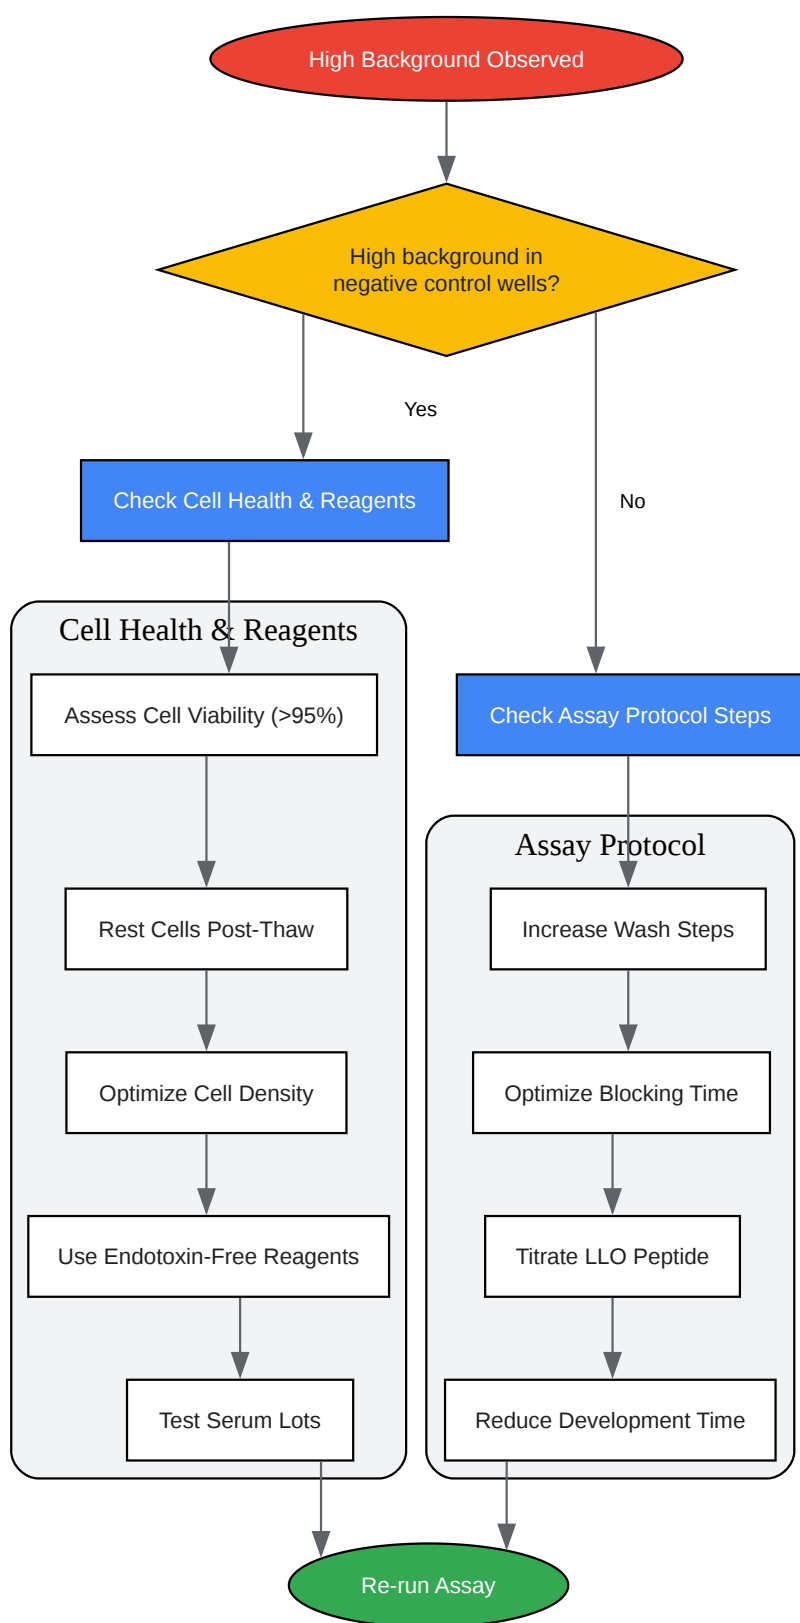 High Background Observed
High background in
negative control wells?
Yes
Check Cell Health & Reagents
No
Cell Health & Reagents
Assess Cell Viability (>95%)
Check Assay Protocol Steps
Assay Protocol
Rest Cells Post-Thaw
Increase Wash Steps
Optimize Cell Density
Optimize Blocking Time
Use Endotoxin-Free Reagents
Titrate LLO Peptide
Test Serum Lots
Reduce Development Time
Re-run Assay